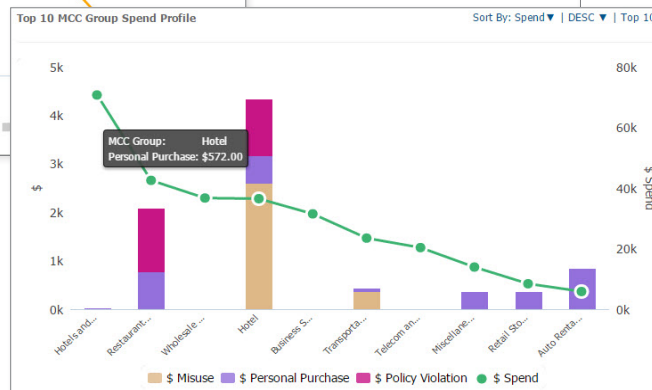 Top 10 MCC Group Spend Profile
Sort By: Spend▼ | DESC ▼ | Top 10
5k
80k
4k
MCC Group: Hotel
Personal Purchase: $572.00
60k
3k
$
40k
$ Spend
2k
20k
1k
0k
0k
Hotels and...
Restaurant...
Wholesale ...
Hotel
Business S...
Transporta...
Telecom an...
Miscellane...
Retail Sto...
Auto Renta...
$ Misuse
$ Personal Purchase
$ Policy Violation
$ Spend